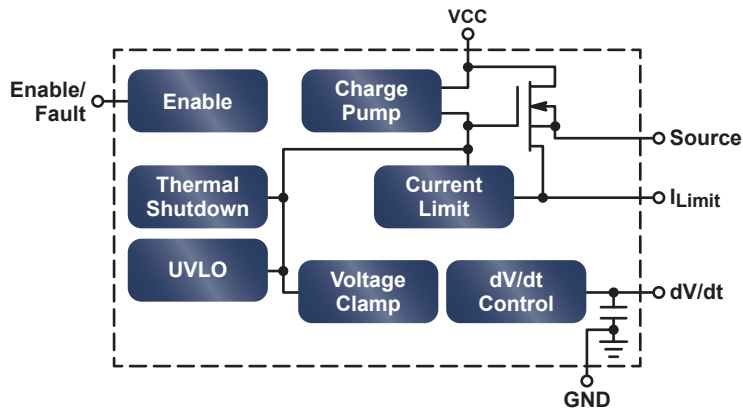 VCC
Enable/
Fault
Enable
Charge
Pump
Source
Thermal
Shutdown
Current
Limit
ILimit
UVLO
Voltage
Clamp
dV/dt
Control
dV/dt
GND